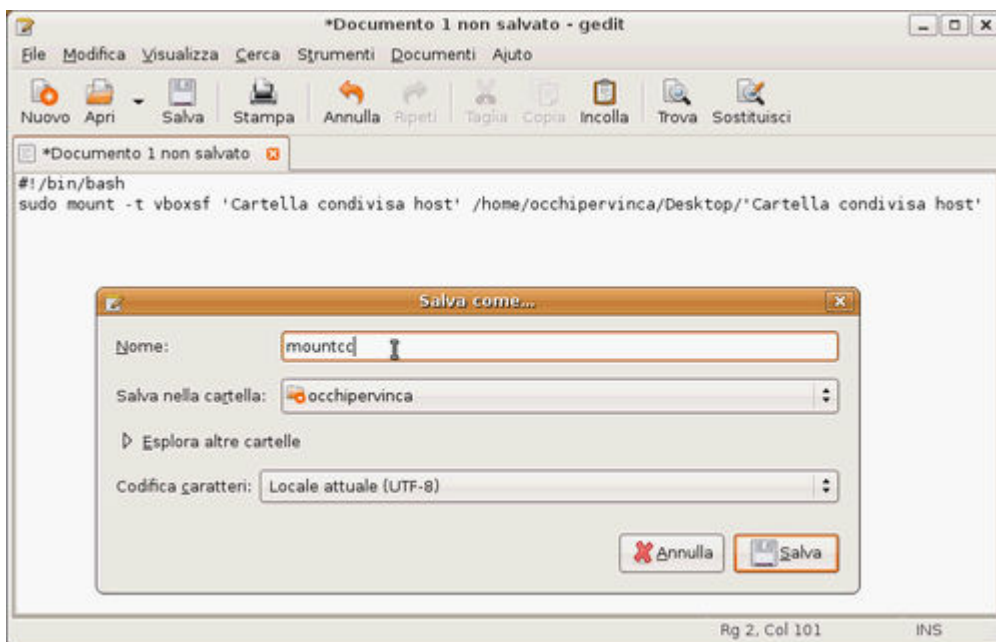 *Documento 1 non salvato - gedit
File Modifica Visualizza Cerca Strumenti Documenti Aiuto
Nuovo Apri Salva Stampa Annulla Ripeti Taglia Copia Incolla Trova Sostituisci
*Documento 1 non salvato
#!/bin/bash
sudo mount -t vboxsf 'Cartella condivisa host' /home/occhipervinca/Desktop/'Cartella condivisa host'
Salva come...
Nome: mountcc
Salva nella cartella: occhipervinca
Esplora altre cartelle
Codifica caratteri: Locale attuale (UTF-8)
Annulla Salva
Rg 2, Col 101 INS